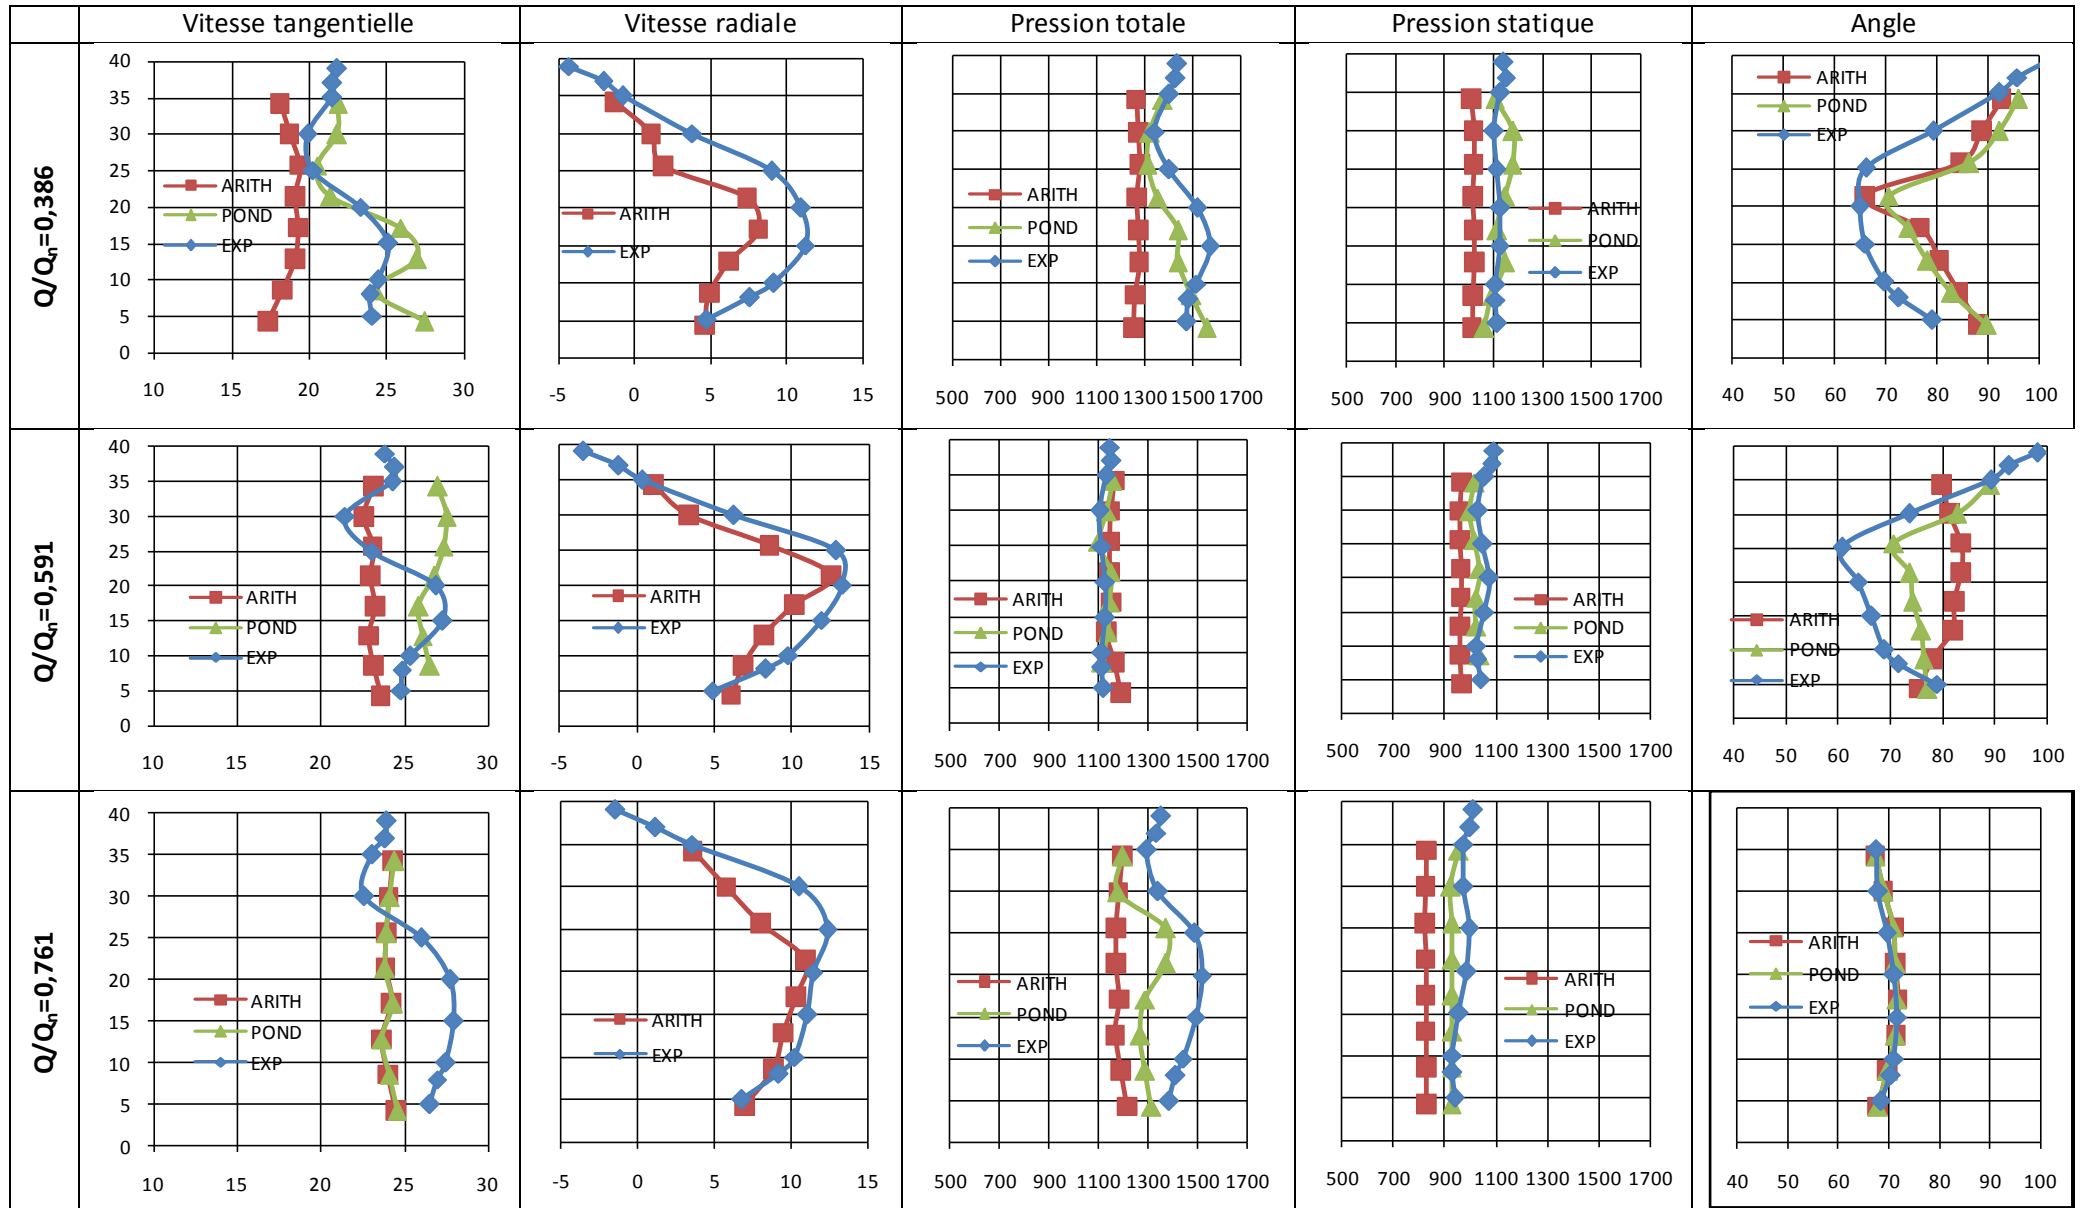 Vitesse tangentielle Vitesse radiale Pression totale Pression statique Angle
Q/Qn=0,386
40
35
30
25
20
15
10
5
0
10 15 20 25 30
ARITH
POND
EXP
-5 0 5 10 15
ARITH
EXP
500 700 900 1100 1300 1500 1700
ARITH
POND
EXP
500 700 900 1100 1300 1500 1700
ARITH
POND
EXP
40 50 60 70 80 90 100
ARITH
POND
EXP
Q/Qn=0,591
40
35
30
25
20
15
10
5
0
10 15 20 25 30
ARITH
POND
EXP
-5 0 5 10 15
ARITH
EXP
500 700 900 1100 1300 1500 1700
ARITH
POND
EXP
500 700 900 1100 1300 1500 1700
ARITH
POND
EXP
40 50 60 70 80 90 100
ARITH
POND
EXP
Q/Qn=0,761
40
35
30
25
20
15
10
5
0
10 15 20 25 30
ARITH
POND
EXP
-5 0 5 10 15
ARITH
EXP
500 700 900 1100 1300 1500 1700
ARITH
POND
EXP
500 700 900 1100 1300 1500 1700
ARITH
POND
EXP
40 50 60 70 80 90 100
ARITH
POND
EXP